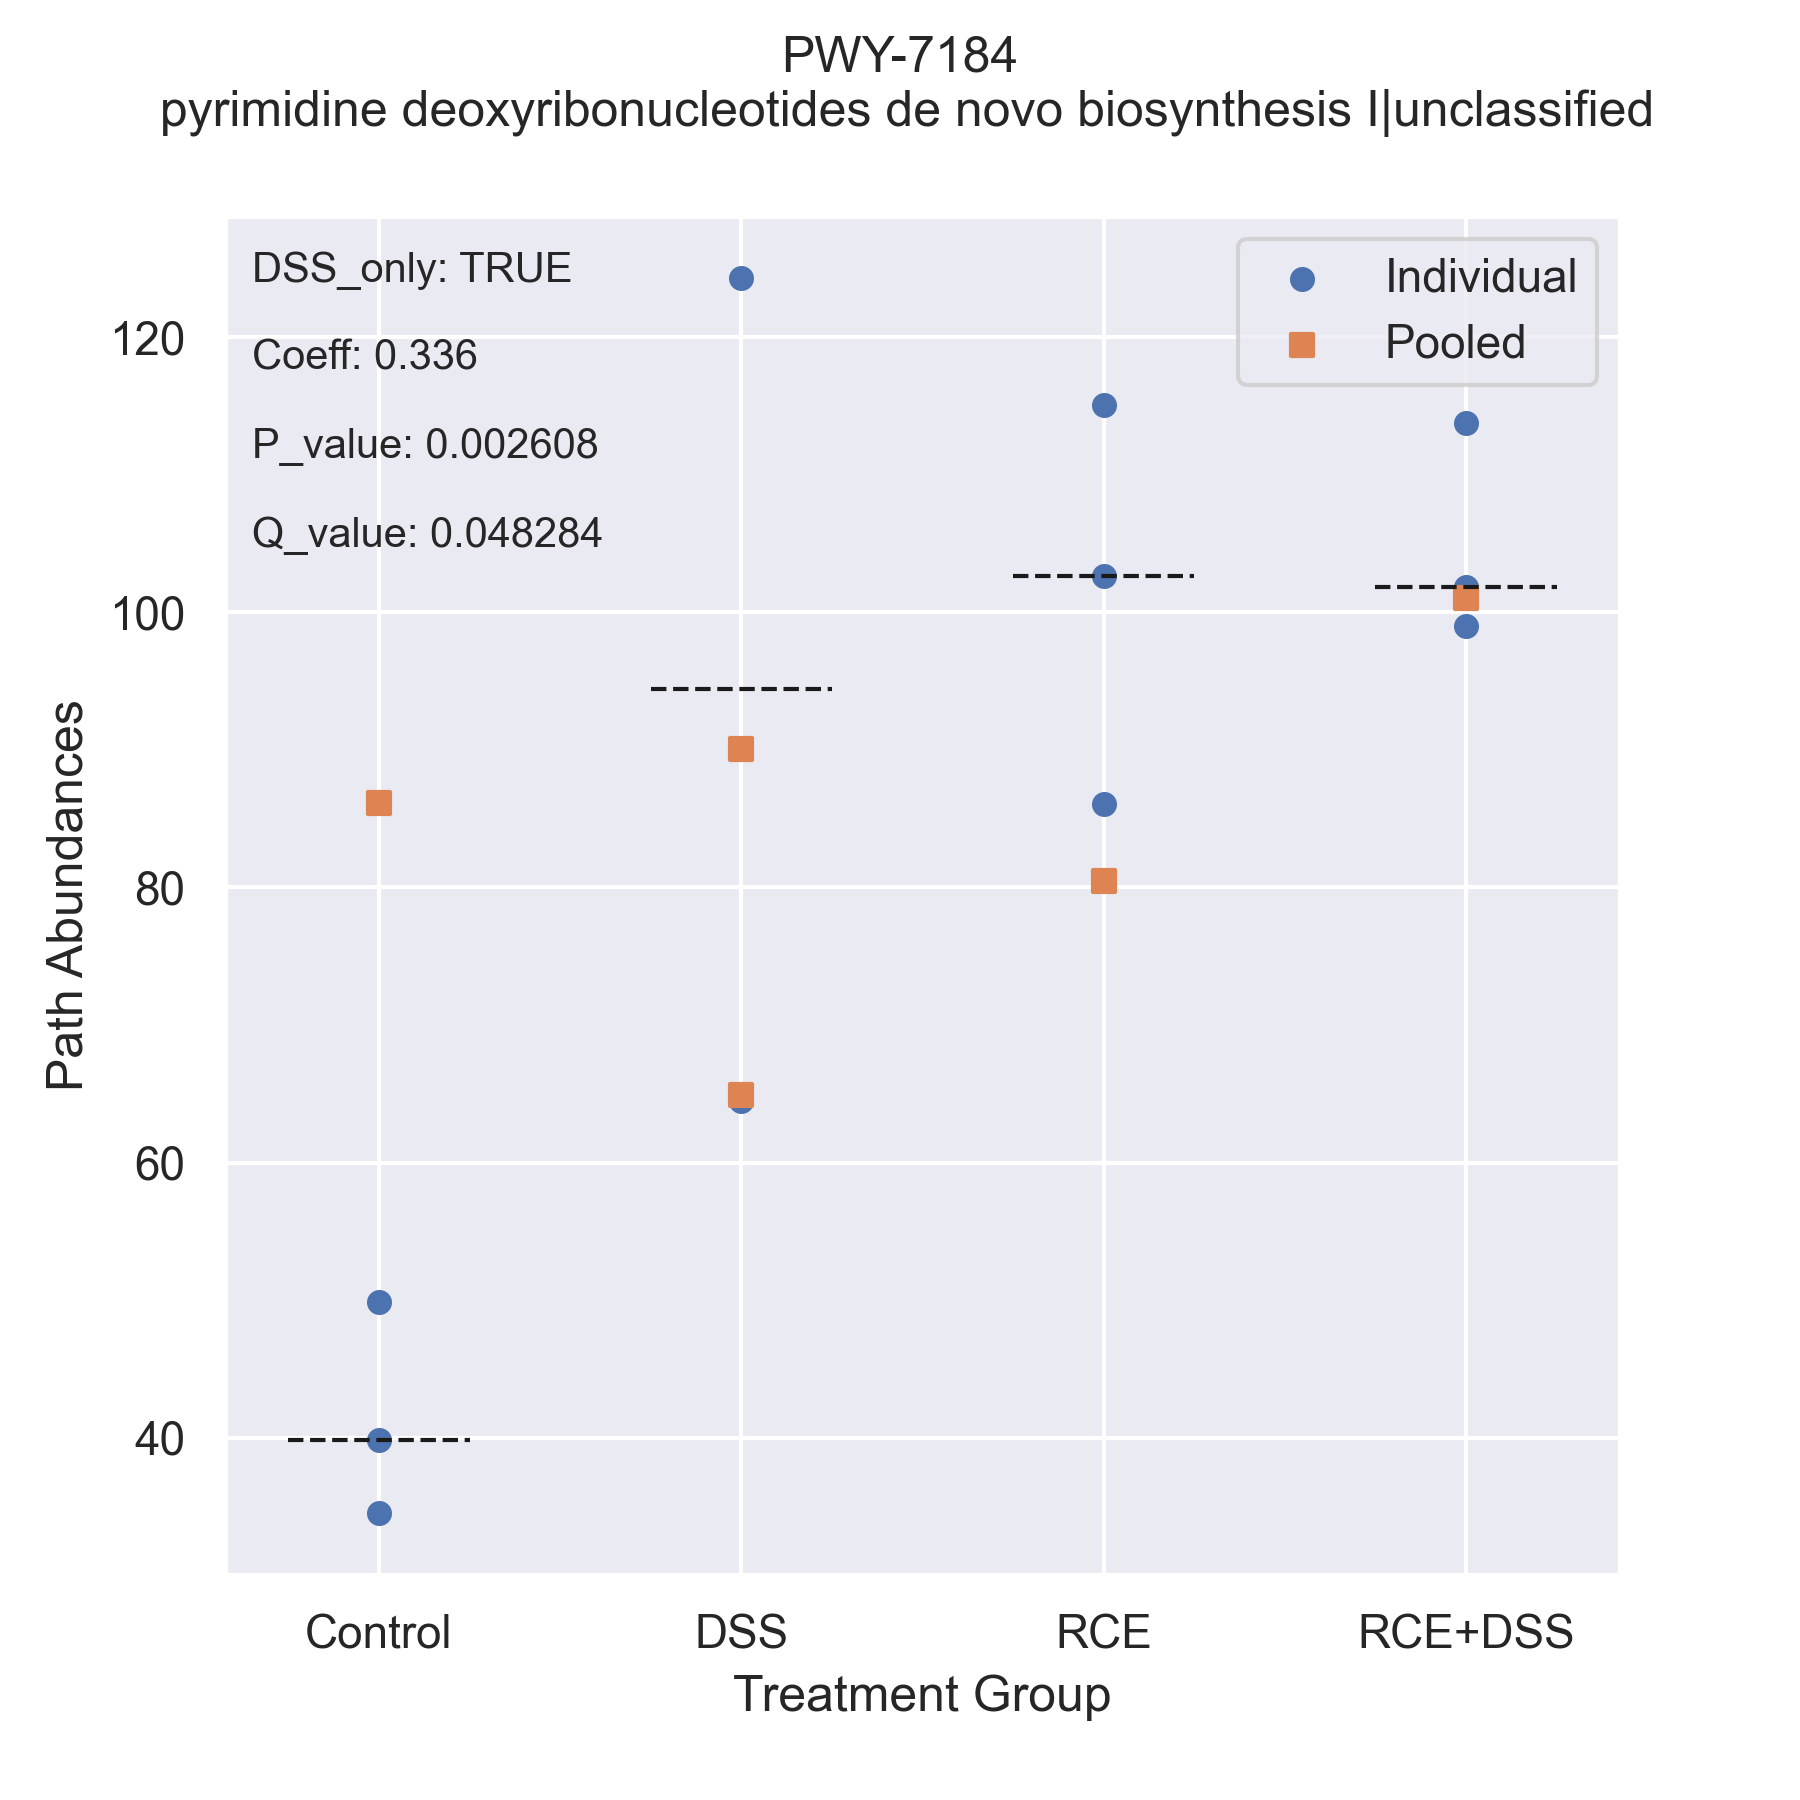 PWY-7184
pyrimidine deoxyribonucleotides de novo biosynthesis I|unclassified
DSS_only: TRUE
Coeff: 0.336
P_value: 0.002608
Q_value: 0.048284
Individual
Pooled
120
100
80
60
40
Path Abundances
Control
DSS
RCE
RCE+DSS
Treatment Group